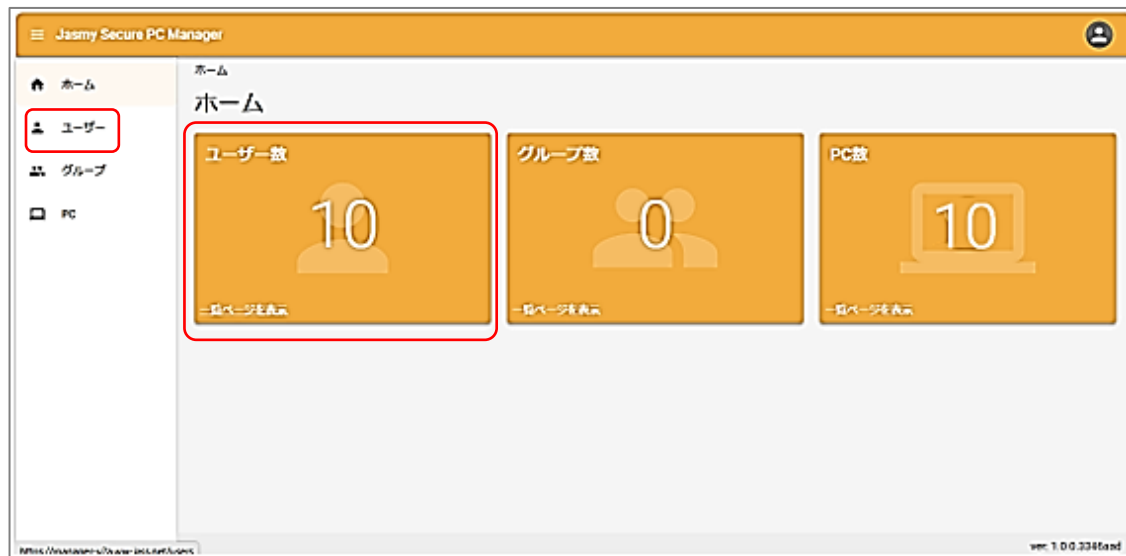 Jasmy Secure PC Manager
ホーム
ユーザー
グループ
PC
ホーム
ホーム
ユーザー数
10
一覧ページを表示
グループ数
0
一覧ページを表示
PC数
10
一覧ページを表示